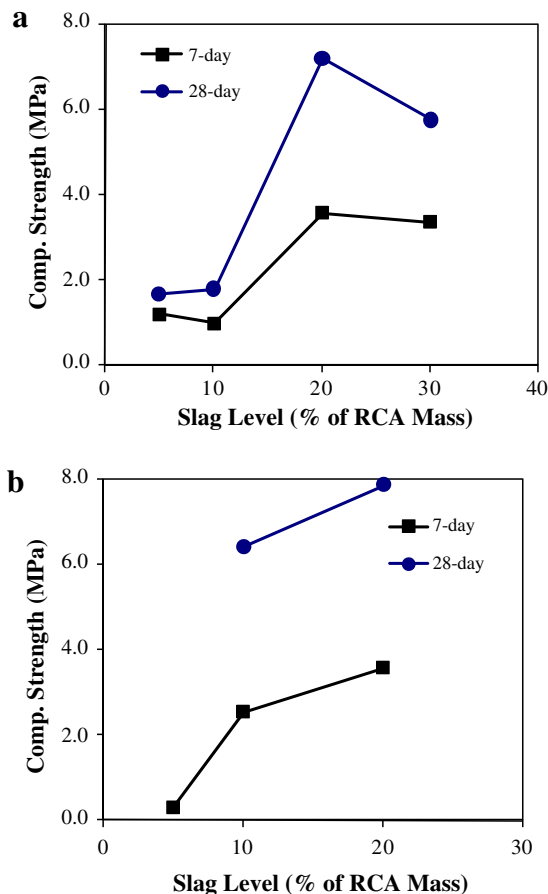 a
8.0
6.0
4.0
2.0
0.0
Comp. Strength (MPa)
7-day
28-day
0 10 20 30 40
Slag Level (% of RCA Mass)
b
8.0
6.0
4.0
2.0
0.0
Comp. Strength (MPa)
7-day
28-day
0 10 20 30
Slag Level (% of RCA Mass)